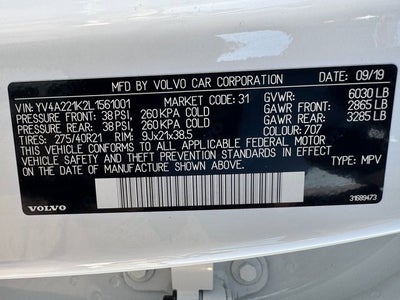 MFD BY VOLVO CAR CORPORATION DATE: 09/19
VIN: YV4A221K2L1561001 MARKET CODE: 31 GVWR: 6030 LB
PRESSURE FRONT: 38 PSI, 260 KPA COLD GAWR FRONT: 2865 LB
PRESSURE REAR: 38 PSI, 260 KPA COLD GAWR REAR: 3285 LB
TIRES: 275/40R21 RIM: 9Jx21x38.5 COLOUR: 707
THIS VEHICLE CONFORMS TO ALL APPLICABLE FEDERAL MOTOR
VEHICLE SAFETY AND THEFT PREVENTION STANDARDS IN EFFECT
ON THE DATE OF MANUFACTURE SHOWN ABOVE. TYPE: MPV
VOLVO 31689473